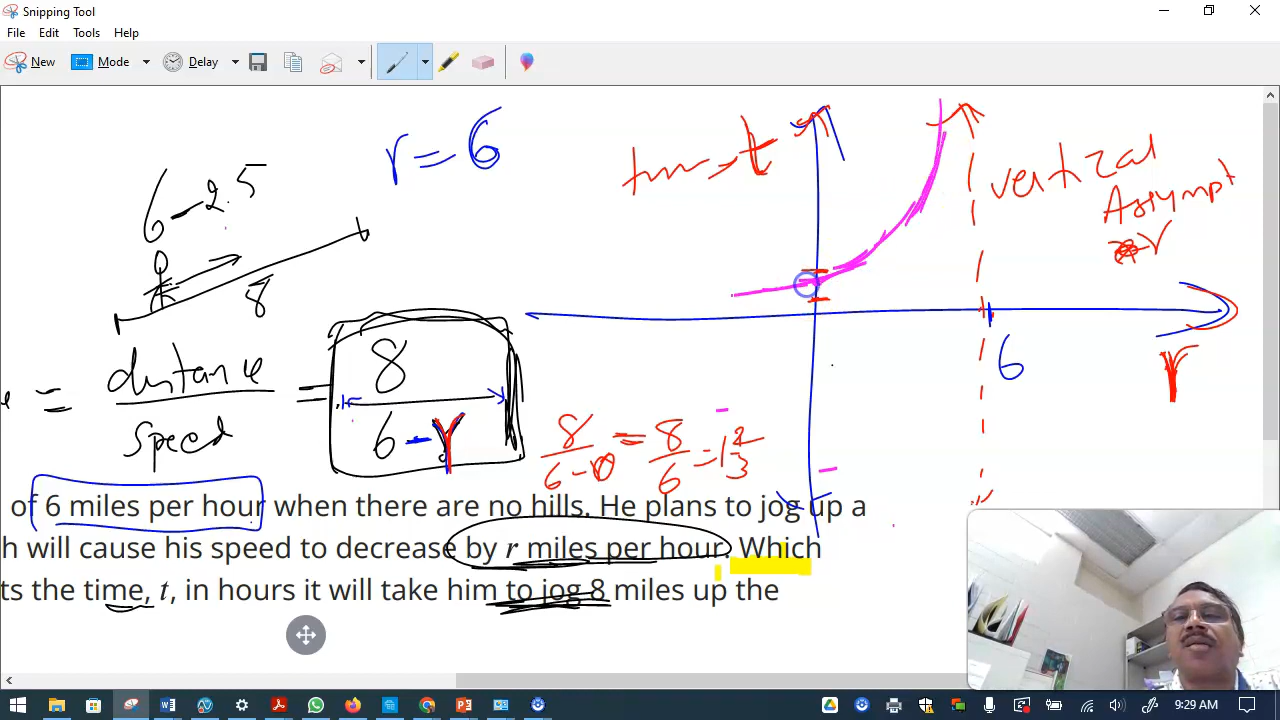 Snipping Tool
File Edit Tools Help
New Mode Delay
r = 6
time → t
vertical
Asympt
r
6 - 2.5
8
6
r
= distance / speed = 8 / 6 - r
8 / 6 - 0 = 8 / 6 = 1 2/3
of 6 miles per hour when there are no hills. He plans to jog up a
h will cause his speed to decrease by r miles per hour. Which
ts the time, t, in hours it will take him to jog 8 miles up the
9:29 AM